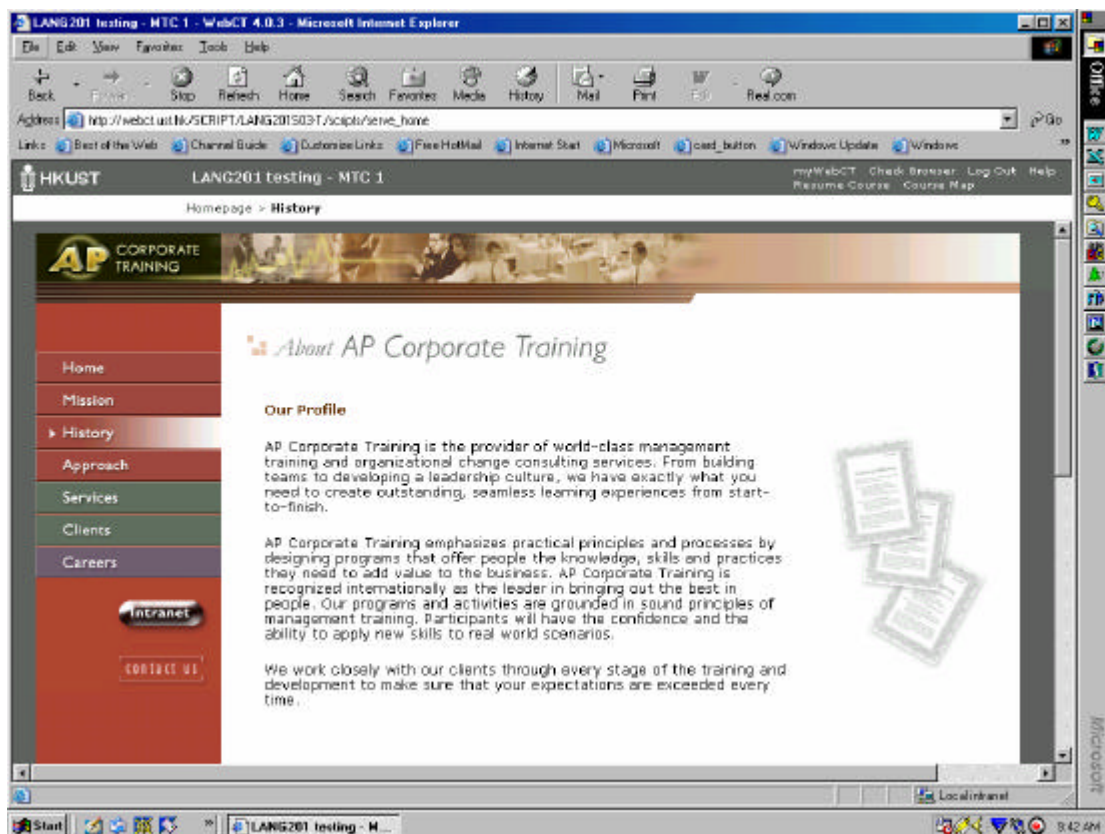 LANG201 testing - MTC 1 - WebCT 4.0.3 - Microsoft Internet Explorer
File Edit View Favorites Tools Help
Back Stop Refresh Home Search Favorites Media History Mail Print Edit Real.com
Address http://webct.ust.hk/SCRIPT/LANG201S03-T/scripts/serve_home Go
Links Best of the Web Channel Guide Customize Links Free HotMail Internet Start Microsoft card_button Windows Update Windows
HKUST LANG201 testing - MTC 1 myWebCT Check Browser Log Out Help
Resume Course Course Map
Homepage > History
AP CORPORATE
TRAINING
About AP Corporate Training
Home
Mission
History
Approach
Services
Clients
Careers
Intranet
CONTACT US
Our Profile
AP Corporate Training is the provider of world-class management
training and organizational change consulting services. From building
teams to developing a leadership culture, we have exactly what you
need to create outstanding, seamless learning experiences from start-
to-finish.
AP Corporate Training emphasizes practical principles and processes by
designing programs that offer people the knowledge, skills and practices
they need to add value to the business. AP Corporate Training is
recognized internationally as the leader in bringing out the best in
people. Our programs and activities are grounded in sound principles of
management training. Participants will have the confidence and the
ability to apply new skills to real world scenarios.
We work closely with our clients through every stage of the training and
development to make sure that your expectations are exceeded every
time.
Office
Microsoft
Local intranet
Start LANG201 testing - M... 9:42 AM